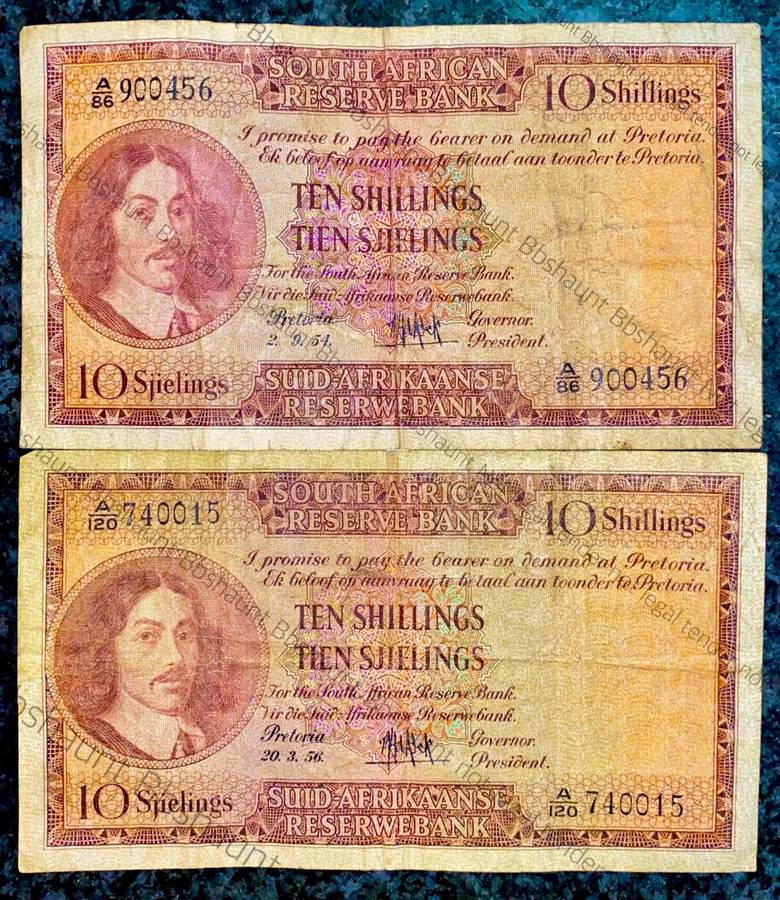 SOUTH AFRICAN
RESERVE BANK
A/86 900456
10 Shillings
I promise to pay the bearer on demand at Pretoria.
Ek beloof op aanvraag te betaal aan toonder te Pretoria.
TEN SHILLINGS
TIEN SJIELINGS
For the South African Reserve Bank.
Vir die Suid-Afrikaanse Reserwebank.
Pretoria
Governor.
2. 9. 54.
President.
10 Sjielings
SUID-AFRIKAANSE
RESERWEBANK
A/86 900456
SOUTH AFRICAN
RESERVE BANK
A/120 740015
10 Shillings
I promise to pay the bearer on demand at Pretoria.
Ek beloof op aanvraag te betaal aan toonder te Pretoria.
TEN SHILLINGS
TIEN SJIELINGS
For the South African Reserve Bank.
Vir die Suid-Afrikaanse Reserwebank.
Pretoria
Governor.
20. 3. 56.
President.
10 Sjielings
SUID-AFRIKAANSE
RESERWEBANK
A/120 740015
Bbshaunt Not legal tender